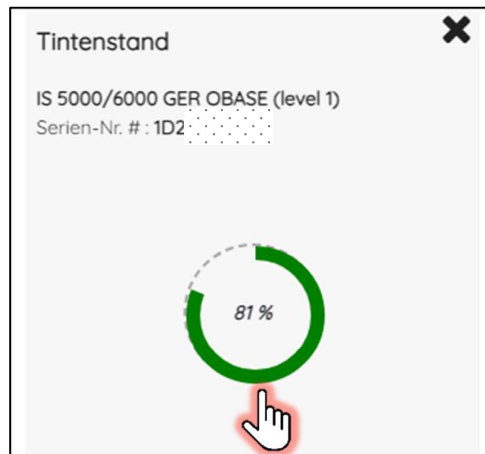 Tintenstand
IS 5000/6000 GER OBASE (level 1)
Serien-Nr. # : 1D2
81 %